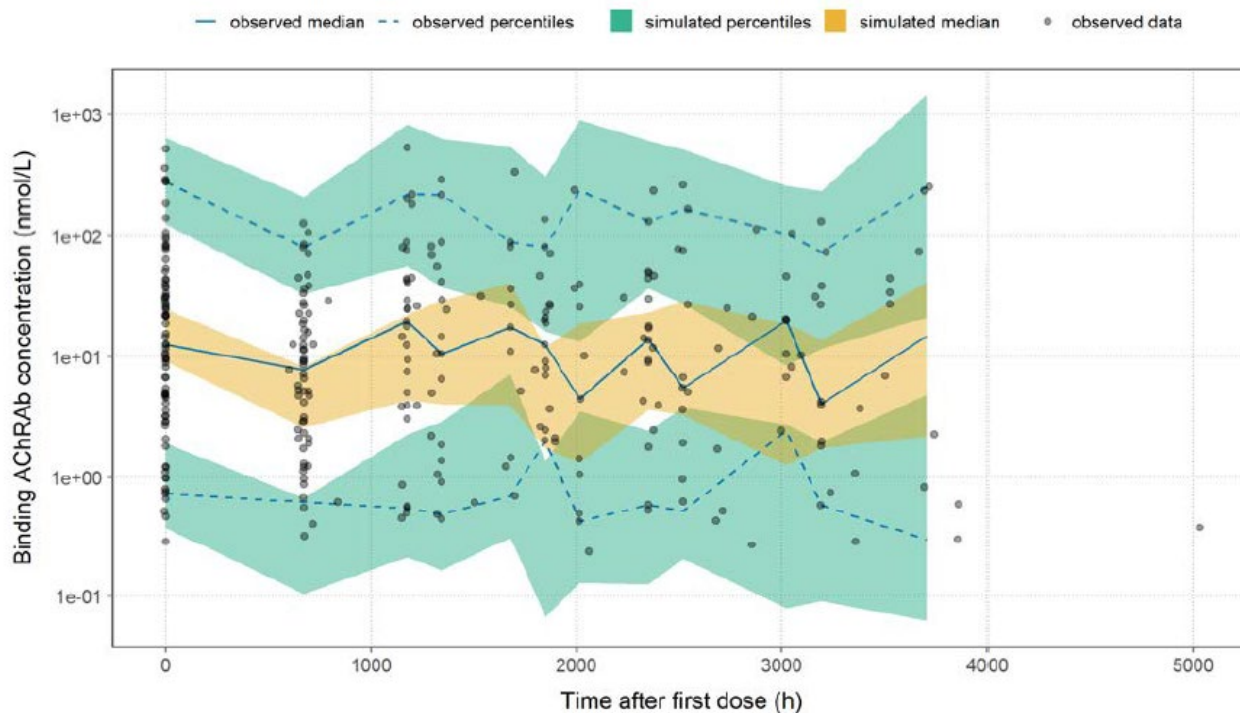 observed median observed percentiles simulated percentiles simulated median observed data
Binding AChRAb concentration (nmol/L)
1e+03
1e+02
1e+01
1e+00
1e-01
0 1000 2000 3000 4000 5000
Time after first dose (h)